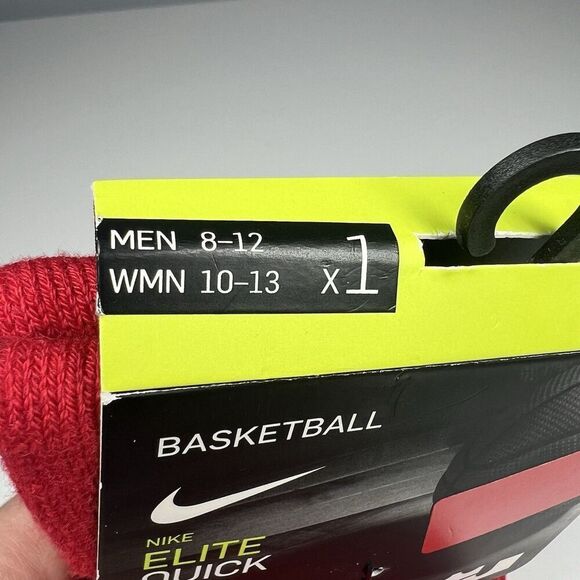 MEN 8–12
WMN 10–13 x1
BASKETBALL
NIKE
ELITE
QUICK